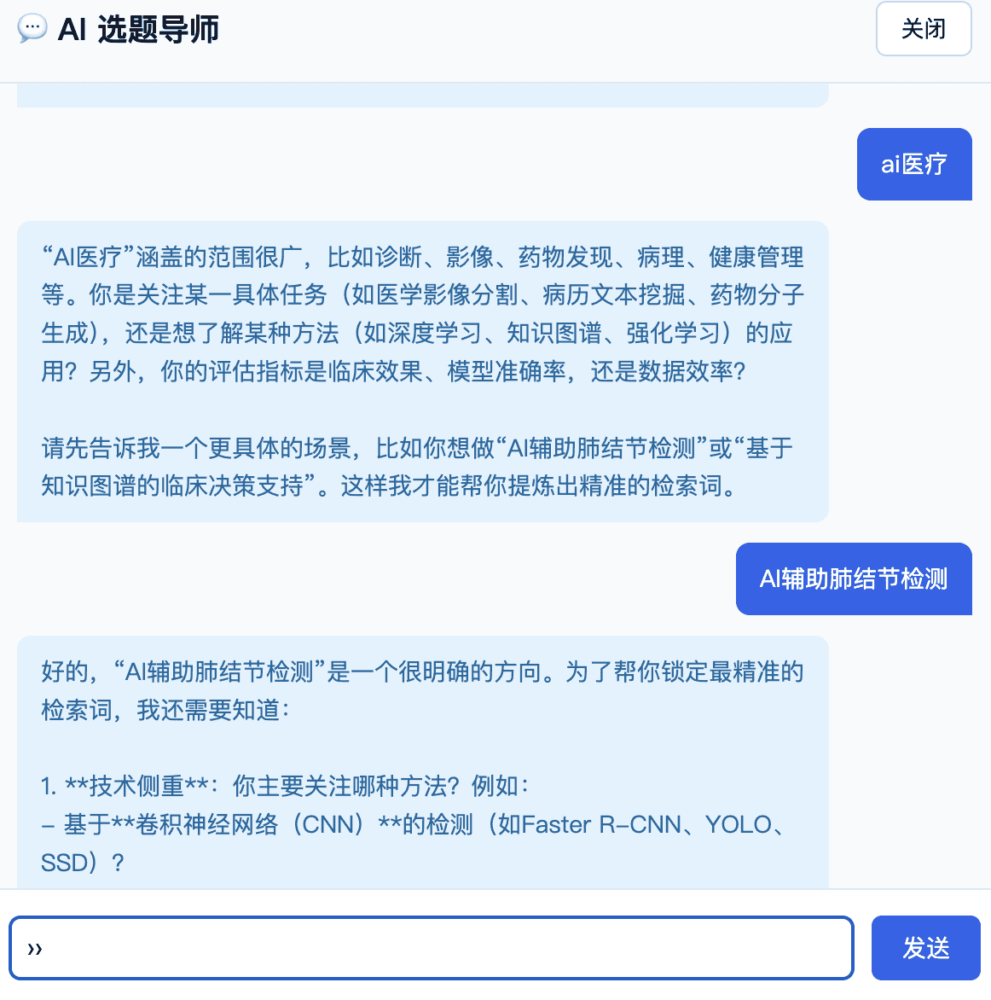 AI 选题导师
关闭
ai医疗
“AI医疗”涵盖的范围很广，比如诊断、影像、药物发现、病理、健康管理
等。你是关注某一具体任务（如医学影像分割、病历文本挖掘、药物分子
生成），还是想了解某种方法（如深度学习、知识图谱、强化学习）的应
用？另外，你的评估指标是临床效果、模型准确率，还是数据效率？
请先告诉我一个更具体的场景，比如你想做“AI辅助肺结节检测”或“基于
知识图谱的临床决策支持”。这样我才能帮你提炼出精准的检索词。
AI辅助肺结节检测
好的，“AI辅助肺结节检测”是一个很明确的方向。为了帮你锁定最精准的
检索词，我还需要知道：
1. **技术侧重**：你主要关注哪种方法？例如：
- 基于**卷积神经网络（CNN）**的检测（如Faster R-CNN、YOLO、
SSD）？
››
发送